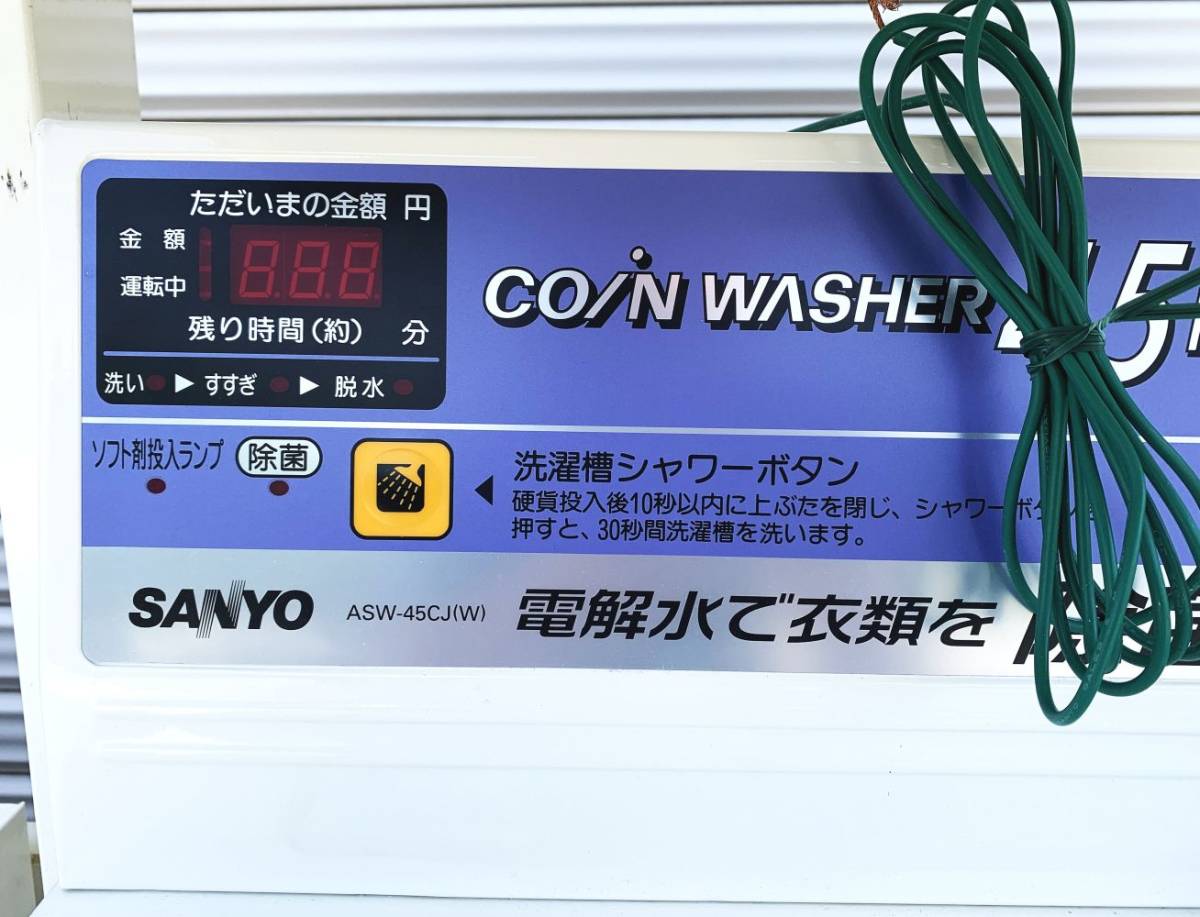 ただいまの金額 円
金額
運転中
888
残り時間(約) 分
洗い ▶ すすぎ ▶ 脱水
COIN WASHER 4.5
ソフト剤投入ランプ 除菌
◀ 洗濯槽シャワーボタン
硬貨投入後10秒以内に上ぶたを閉じ、シャワーボタンを
押すと、30秒間洗濯槽を洗います。
SANYO ASW-45CJ(W) 電解水で衣類を